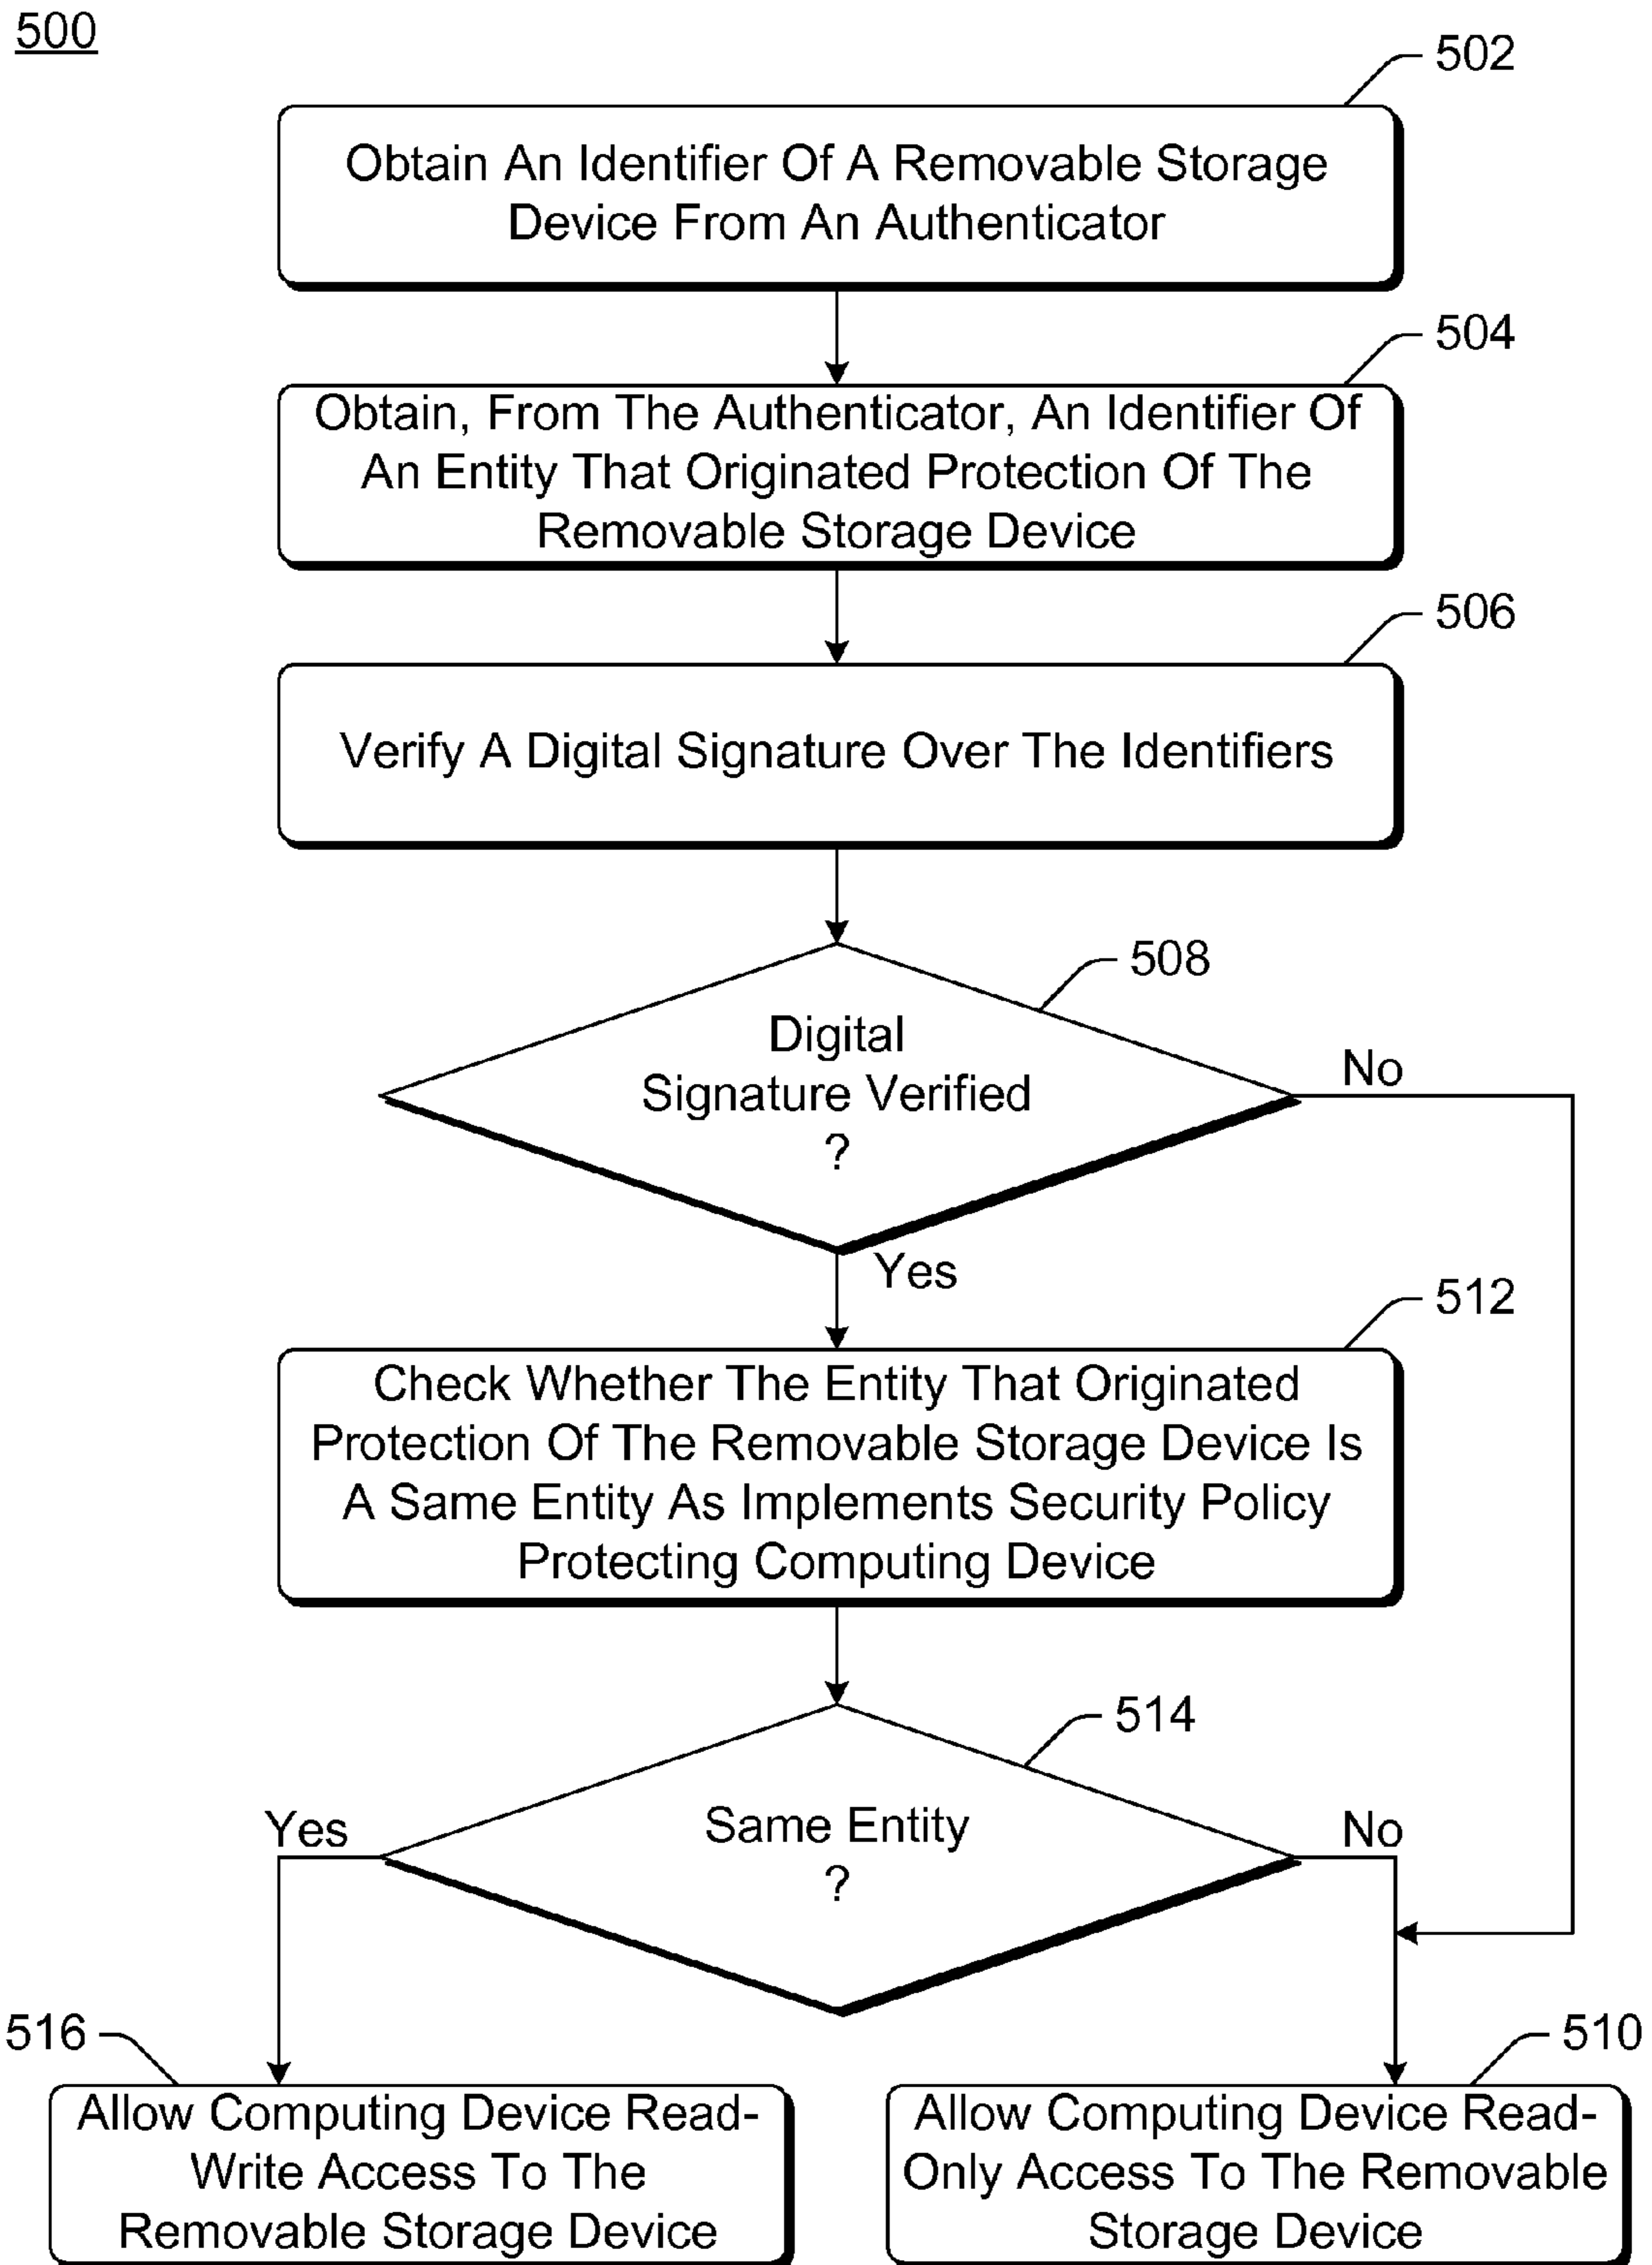 500
502
Obtain An Identifier Of A Removable Storage
Device From An Authenticator
504
Obtain, From The Authenticator, An Identifier Of
An Entity That Originated Protection Of The
Removable Storage Device
506
Verify A Digital Signature Over The Identifiers
508
Digital
Signature Verified
?
No
Yes
512
Check Whether The Entity That Originated
Protection Of The Removable Storage Device Is
A Same Entity As Implements Security Policy
Protecting Computing Device
514
Same Entity
?
Yes
No
516
Allow Computing Device Read-
Write Access To The
Removable Storage Device
510
Allow Computing Device Read-
Only Access To The Removable
Storage Device